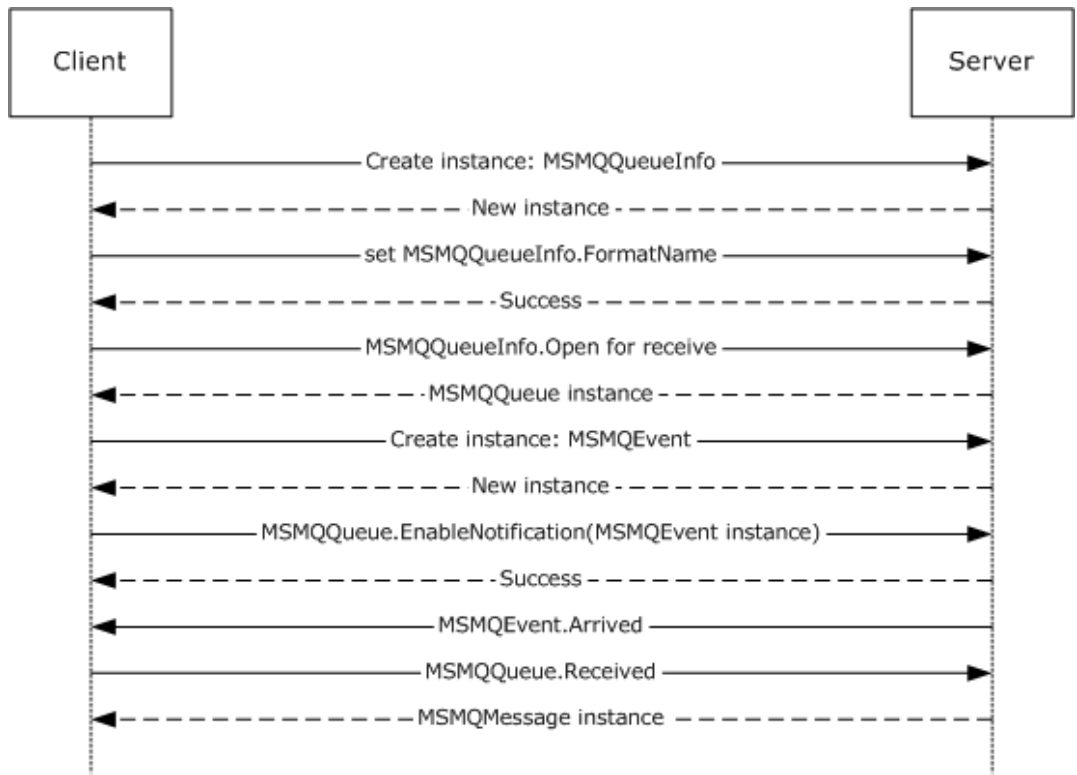 Client
Server
Create instance: MSMQQueueInfo
New instance
set MSMQQueueInfo.FormatName
Success
MSMQQueueInfo.Open for receive
MSMQQueue instance
Create instance: MSMQEvent
New instance
MSMQQueue.EnableNotification(MSMQEvent instance)
Success
MSMQEvent.Arrived
MSMQQueue.Received
MSMQMessage instance